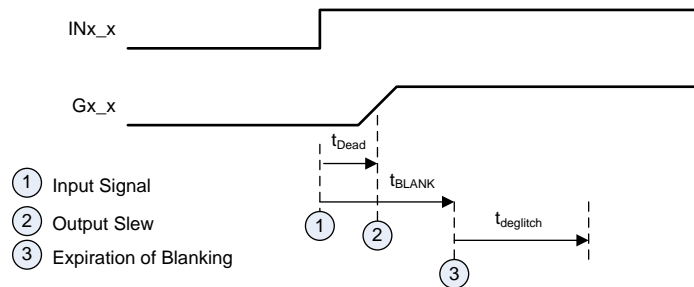 INx_x
Gx_x
tDead
tBLANK
1 Input Signal
tdeglitch
1 2
2 Output Slew
3 Expiration of Blanking
3